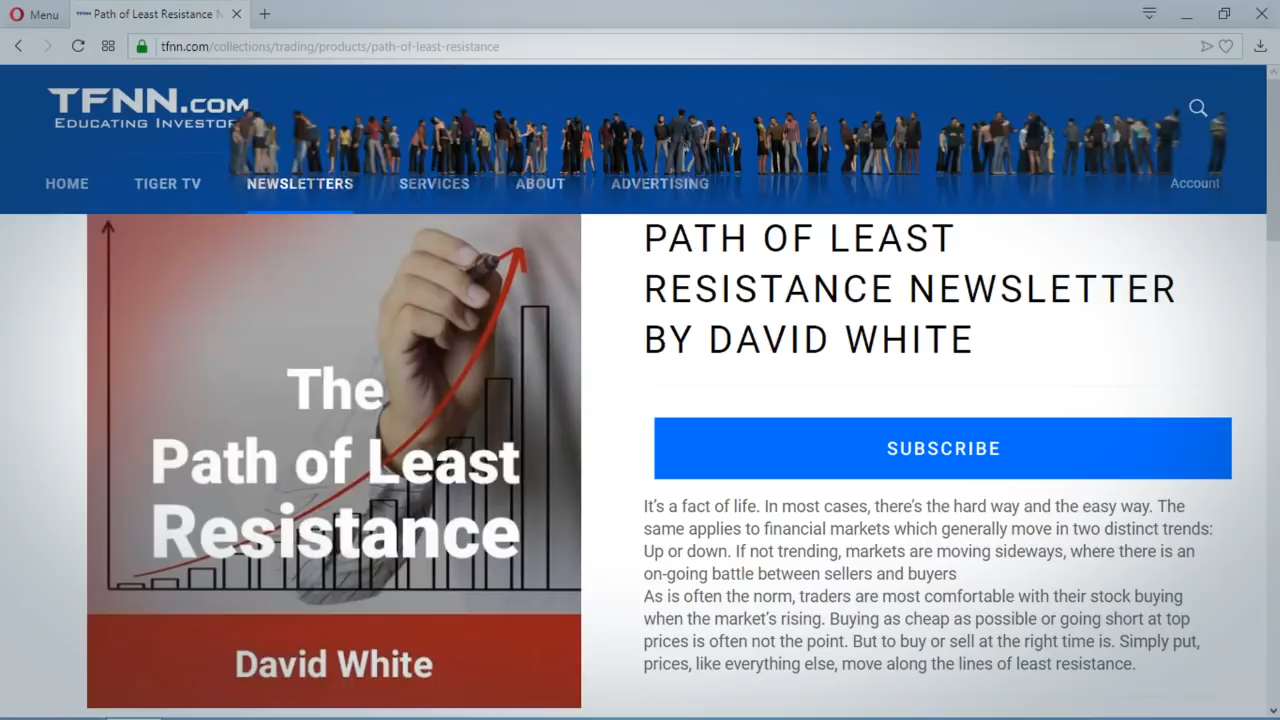 Menu
Path of Least Resistance N
tfnn.com/collections/trading/products/path-of-least-resistance
TFNN.COM
EDUCATING INVESTOR
HOME
TIGER TV
NEWSLETTERS
SERVICES
ABOUT
ADVERTISING
Account
The
Path of Least
Resistance
David White
PATH OF LEAST
RESISTANCE NEWSLETTER
BY DAVID WHITE
SUBSCRIBE
It's a fact of life. In most cases, there's the hard way and the easy way. The
same applies to financial markets which generally move in two distinct trends:
Up or down. If not trending, markets are moving sideways, where there is an
on-going battle between sellers and buyers
As is often the norm, traders are most comfortable with their stock buying
when the market's rising. Buying as cheap as possible or going short at top
prices is often not the point. But to buy or sell at the right time is. Simply put,
prices, like everything else, move along the lines of least resistance.